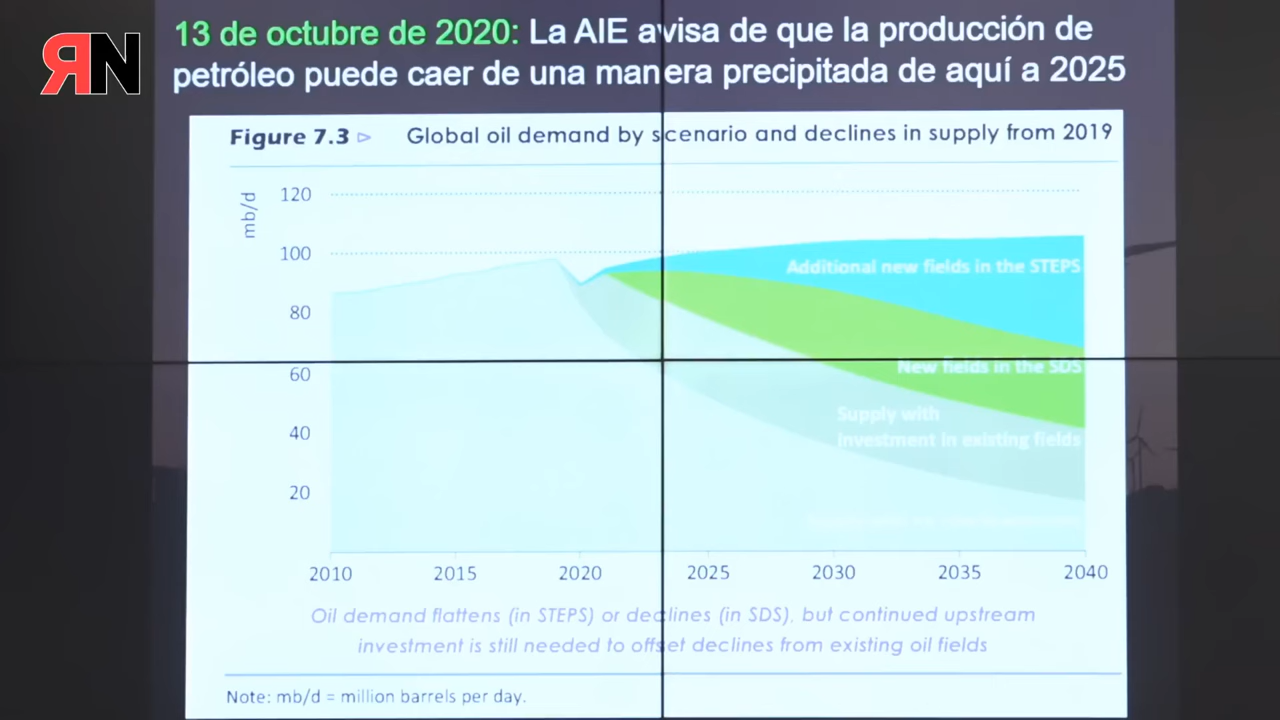 ЯN
13 de octubre de 2020: La AIE avisa de que la producción de
petróleo puede caer de una manera precipitada de aquí a 2025
Figure 7.3 ▷ Global oil demand by scenario and declines in supply from 2019
mb/d
120
100
80
60
40
20
Additional new fields in the STEPS
New fields in the SDS
Supply with
investment in existing fields
2010 2015 2020 2025 2030 2035 2040
Oil demand flattens (in STEPS) or declines (in SDS), but continued upstream
investment is still needed to offset declines from existing oil fields
Note: mb/d = million barrels per day.